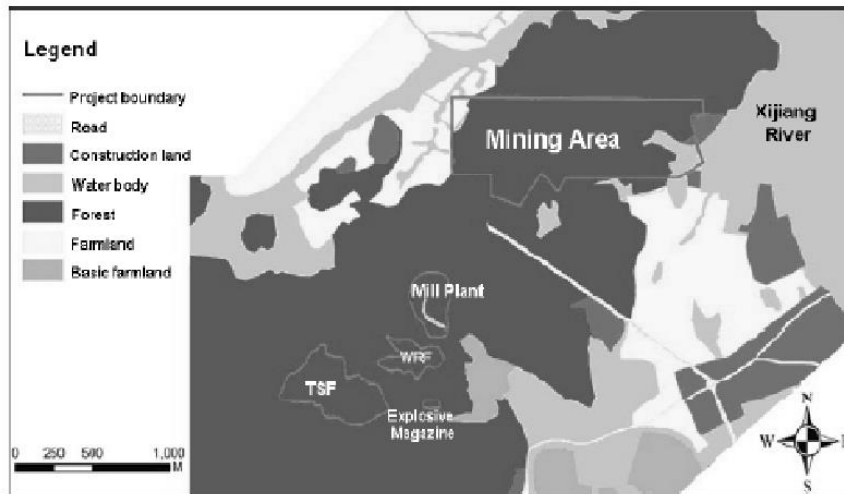 Legend
Project boundary
Road
Construction land
Water body
Forest
Farmland
Basic farmland
0 250 500 1,000
M
Mining Area
Xijiang
River
Mill Plant
WRF
TSF
Explosive
Magazine
N
W
S